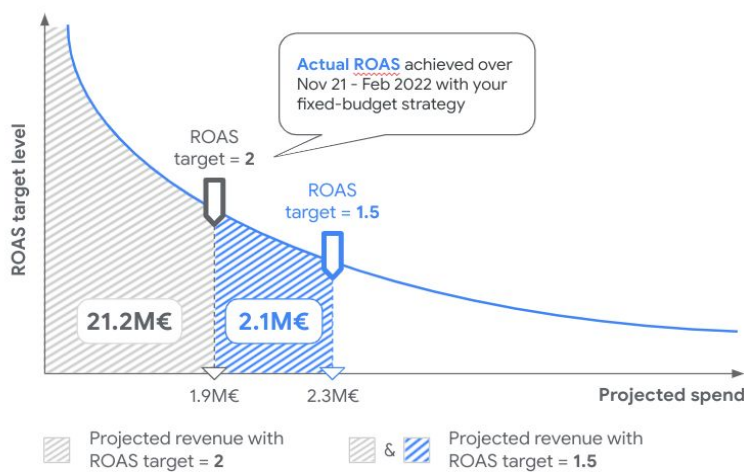 Actual ROAS achieved over
Nov 21 - Feb 2022 with your
fixed-budget strategy
ROAS
target = 2
ROAS
target = 1.5
ROAS target level
21.2M€
2.1M€
1.9M€
2.3M€
Projected spend
Projected revenue with
ROAS target = 2
&
Projected revenue with
ROAS target = 1.5